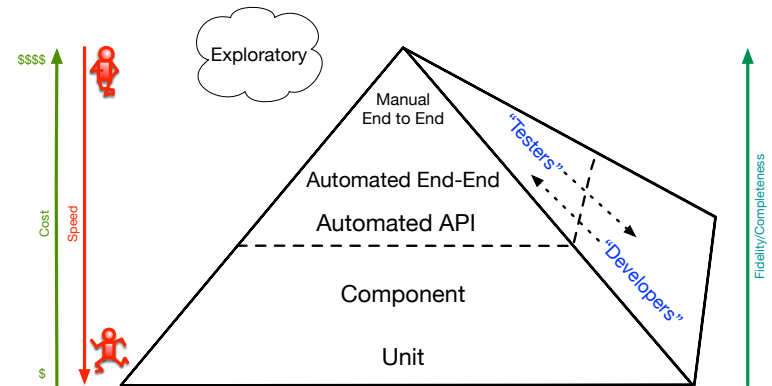 $$$$
Exploratory
Manual
End to End
"Testers"
Automated End-End
Automated API
Cost
Speed
Fidelity/Completeness
"Developers"
Component
Unit
$